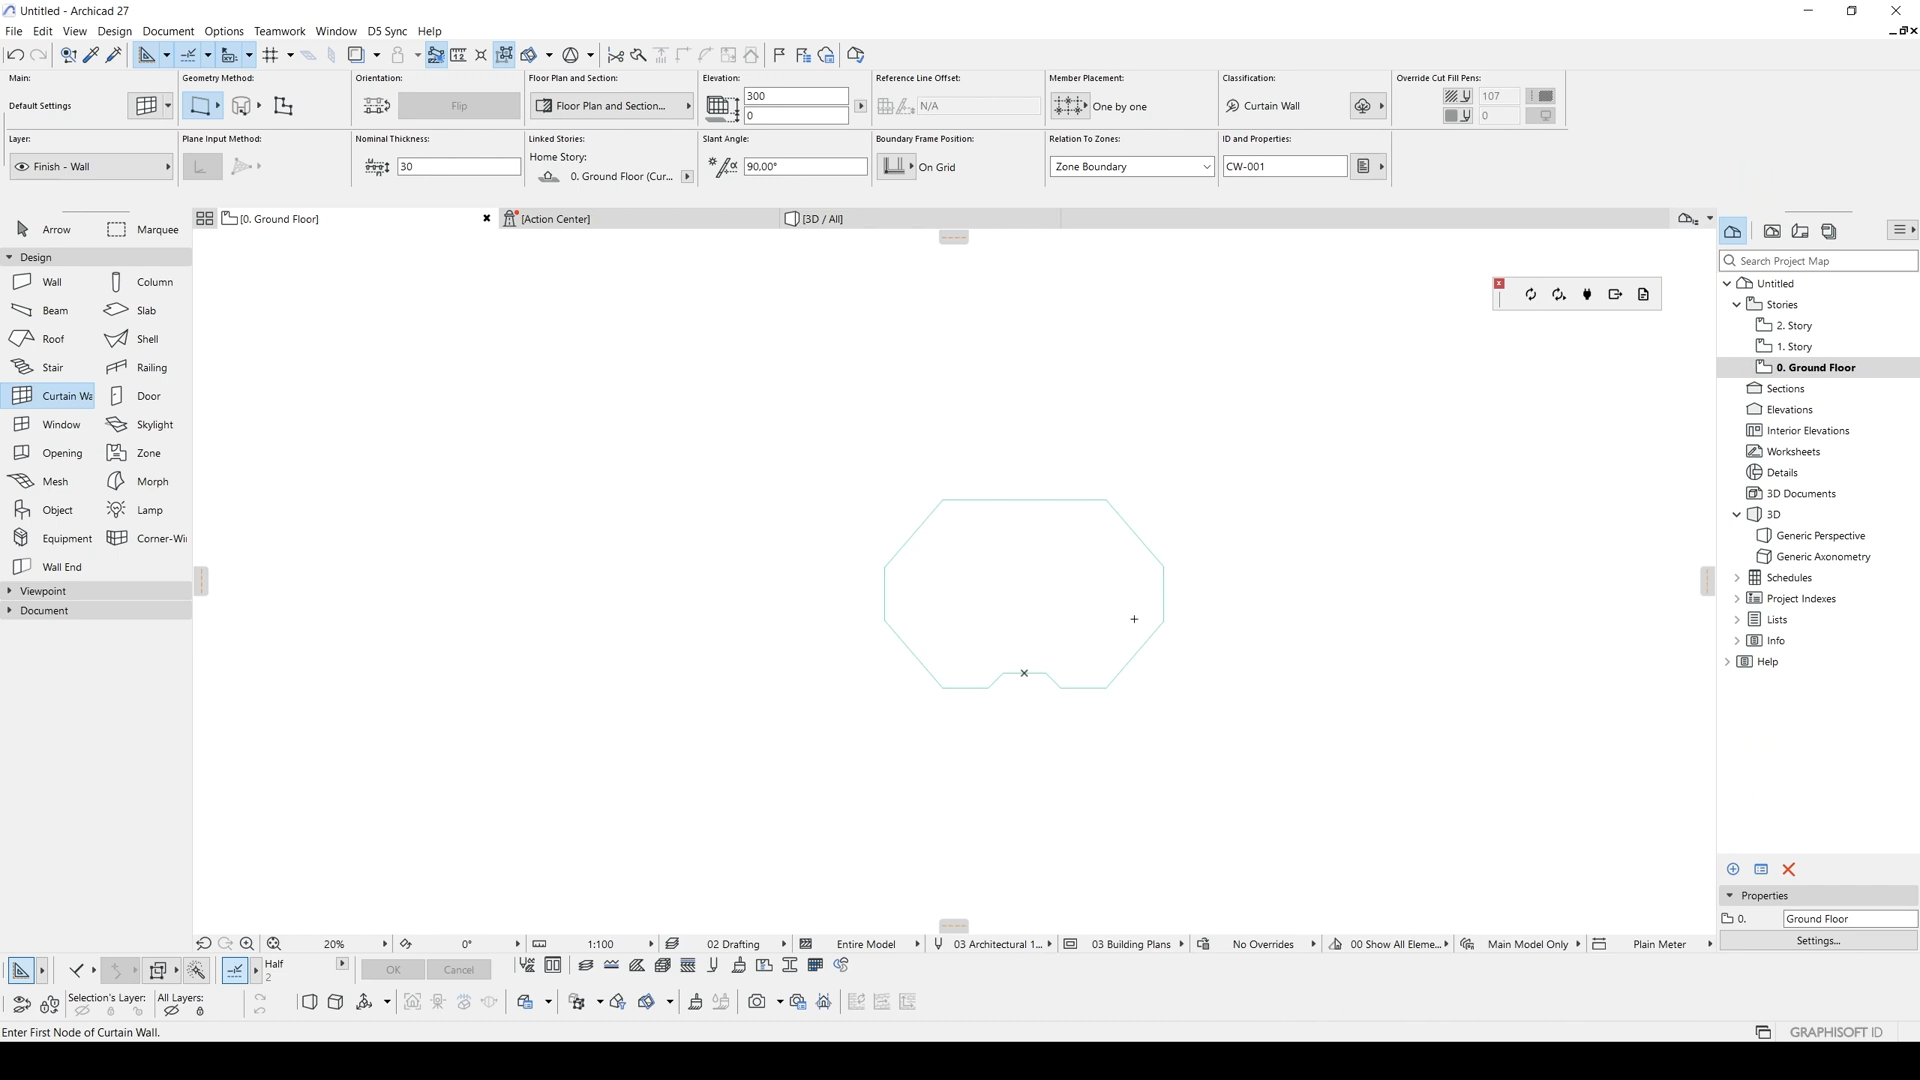 Untitled - Archicad 27
File Edit View Design Document Options Teamwork Window D5 Sync Help
Main: Geometry Method: Orientation: Floor Plan and Section: Elevation: Reference Line Offset: Member Placement: Classification: Override Cut Fill Pens:
Default Settings Flip Floor Plan and Section... 300 0 N/A One by one Curtain Wall 107 0
Layer: Plane Input Method: Nominal Thickness: Linked Stories: Slant Angle: Boundary Frame Position: Relation To Zones: ID and Properties:
Finish - Wall 30 Home Story: 0. Ground Floor (Cur... 90,00° On Grid Zone Boundary CW-001
[0. Ground Floor] [Action Center] [3D / All]
Arrow Marquee
Design
Wall Column
Beam Slab
Roof Shell
Stair Railing
Curtain Wa Door
Window Skylight
Opening Zone
Mesh Morph
Object Lamp
Equipment Corner-Wi
Wall End
Viewpoint
Document
Search Project Map
Untitled
Stories
2. Story
1. Story
0. Ground Floor
Sections
Elevations
Interior Elevations
Worksheets
Details
3D Documents
3D
Generic Perspective
Generic Axonometry
Schedules
Project Indexes
Lists
Info
Help
Properties
0. Ground Floor
Settings...
20% 0° 1:100 02 Drafting Entire Model 03 Architectural 1... 03 Building Plans No Overrides 00 Show All Eleme... Main Model Only Plain Meter
Half
2
OK Cancel
Selection's Layer: All Layers:
Enter First Node of Curtain Wall.
GRAPHISOFT ID